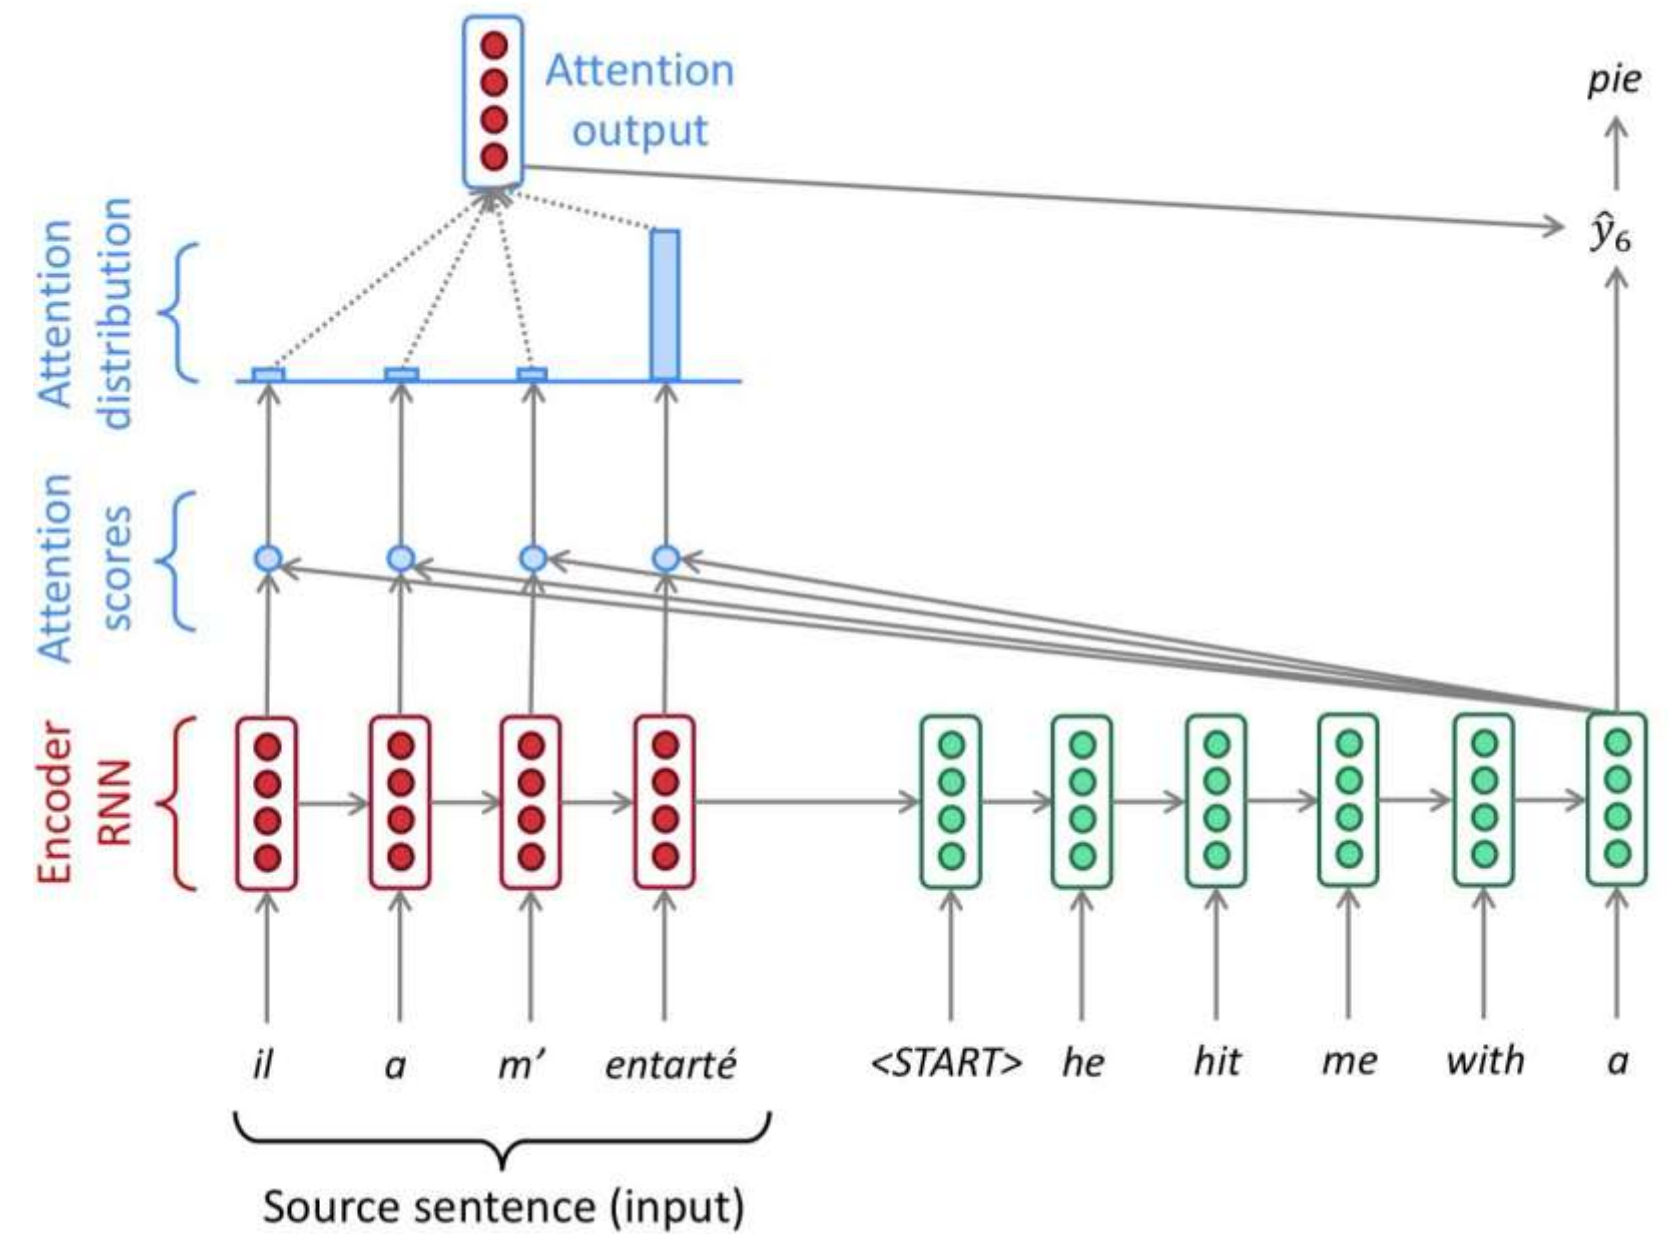 Attention
output
pie
ŷ₆
Attention
distribution
Attention
scores
Encoder
RNN
il a m’ entarté <START> he hit me with a
Source sentence (input)